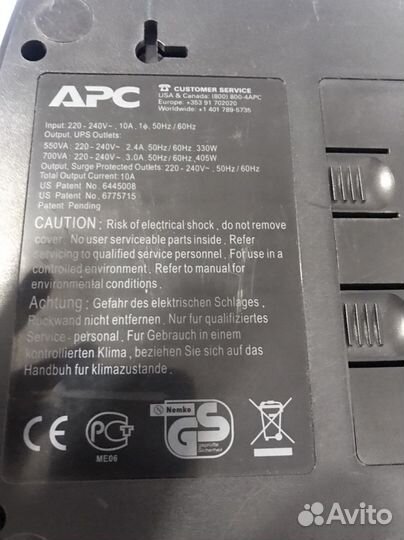 APC
CUSTOMER SERVICE
USA & Canada: (800) 800-4APC
Europe: +353 91 702020
Worldwide: +1 401 789-5735
Input: 220 - 240V~, 10A, 1ϕ, 50Hz / 60Hz
Output, UPS Outlets:
550VA: 220 - 240V~, 2.4A 50Hz / 60Hz 330W
700VA: 220 - 240V~, 3.0A 50Hz / 60Hz, 405W
Output, Surge Protected Outlets: 220 - 240V~, 50Hz / 60Hz
Total Output Current: 10A
US Patent No. 6445008
US Patent No. 6775715
Patent Pending
CAUTION: Risk of electrical shock, do not remove
cover. No user serviceable parts inside. Refer
servicing to qualified service personnel. For use in a
controlled environment. Refer to manual for
environmental conditions.
Achtung: Gefahr des elektrischen Schlages,
Rückwand nicht entfernen. Nur fur qualifiziertes
Service - personal. Fur Gebrauch in einem
kontrollierten Klima, beziehen Sie sich auf das
Handbuh fur klimazustande.
CE
РСТ
ME06
N
Nemko
GS
geprüfte
Sicherheit
Avito